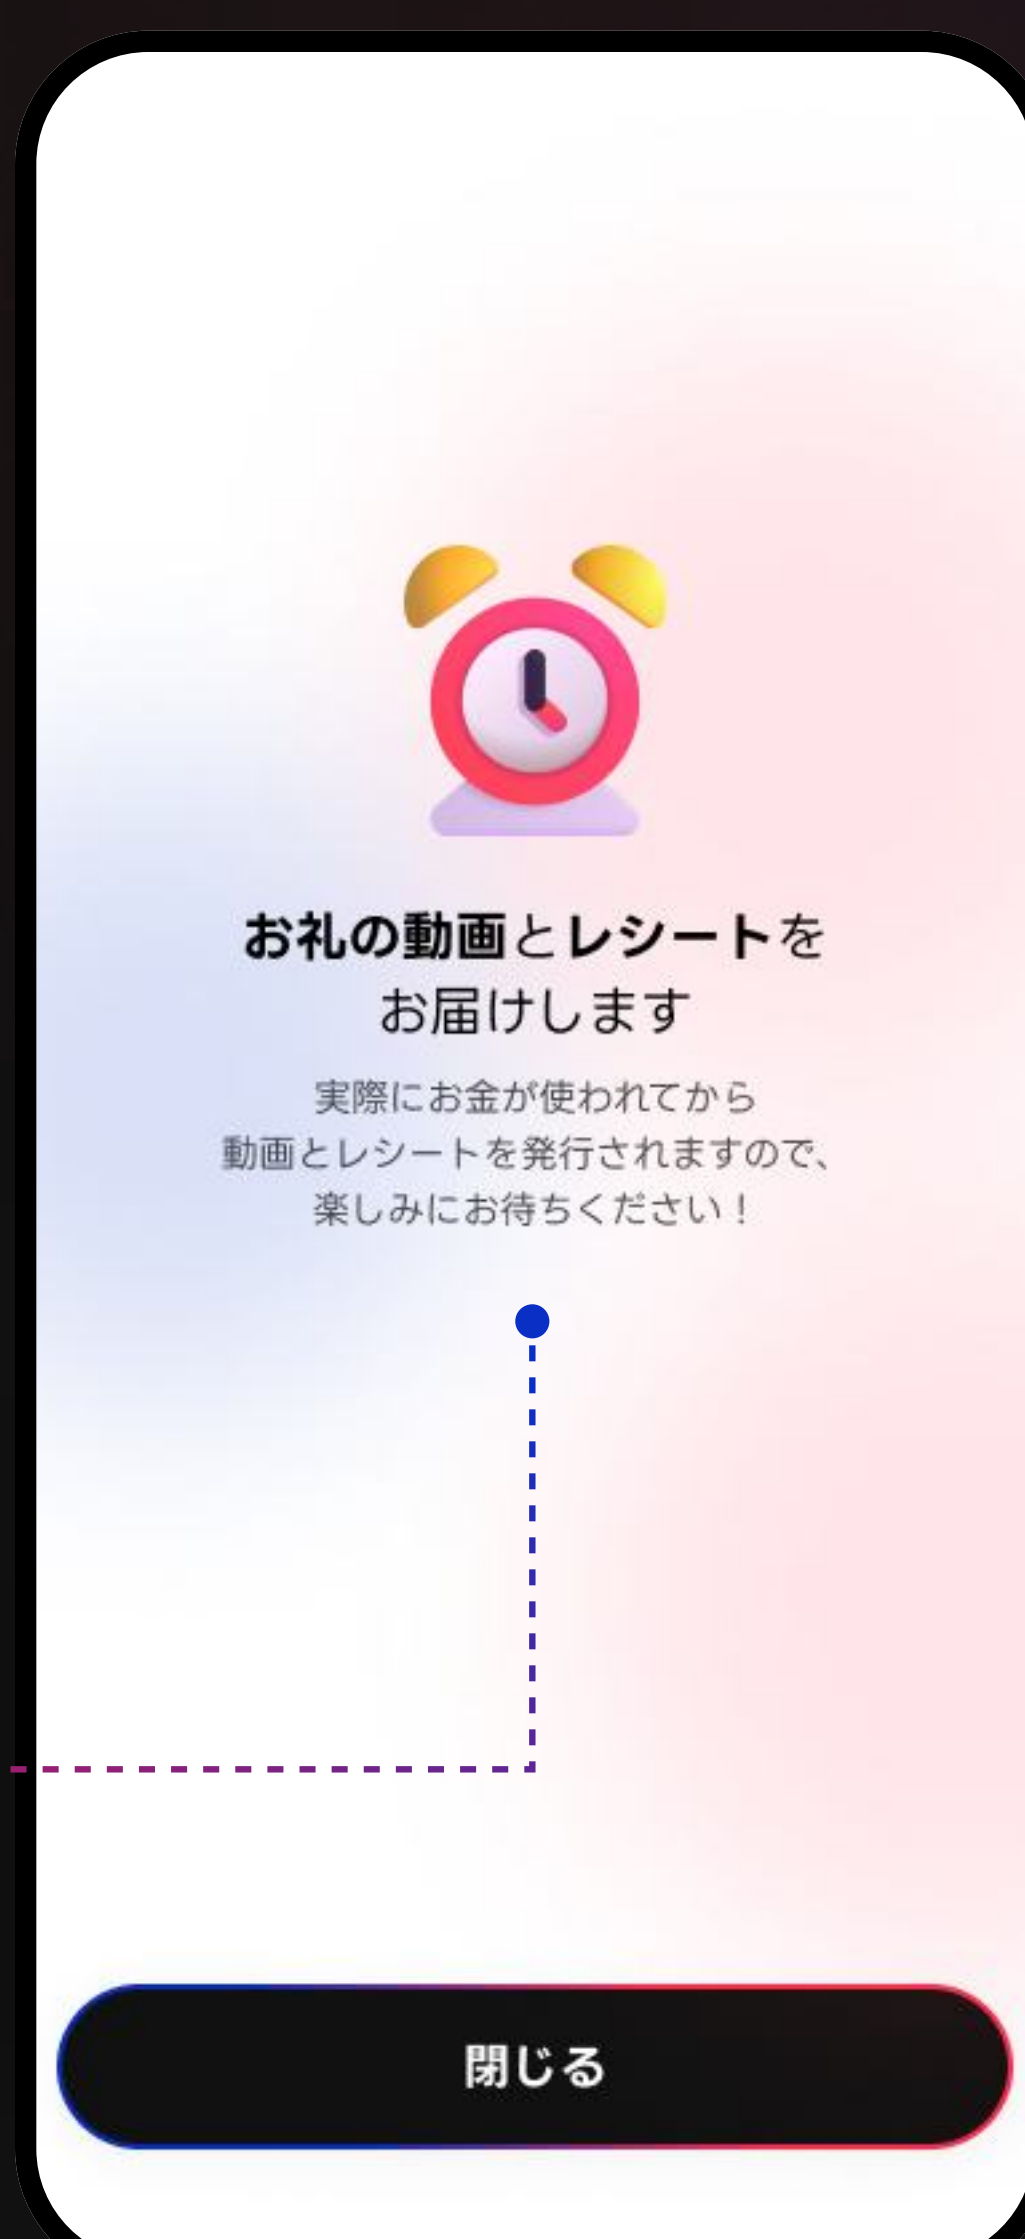 お礼の動画とレシートを
お届けします
実際にお金が使われてから
動画とレシートを発行されますので、
楽しみにお待ちください！
閉じる